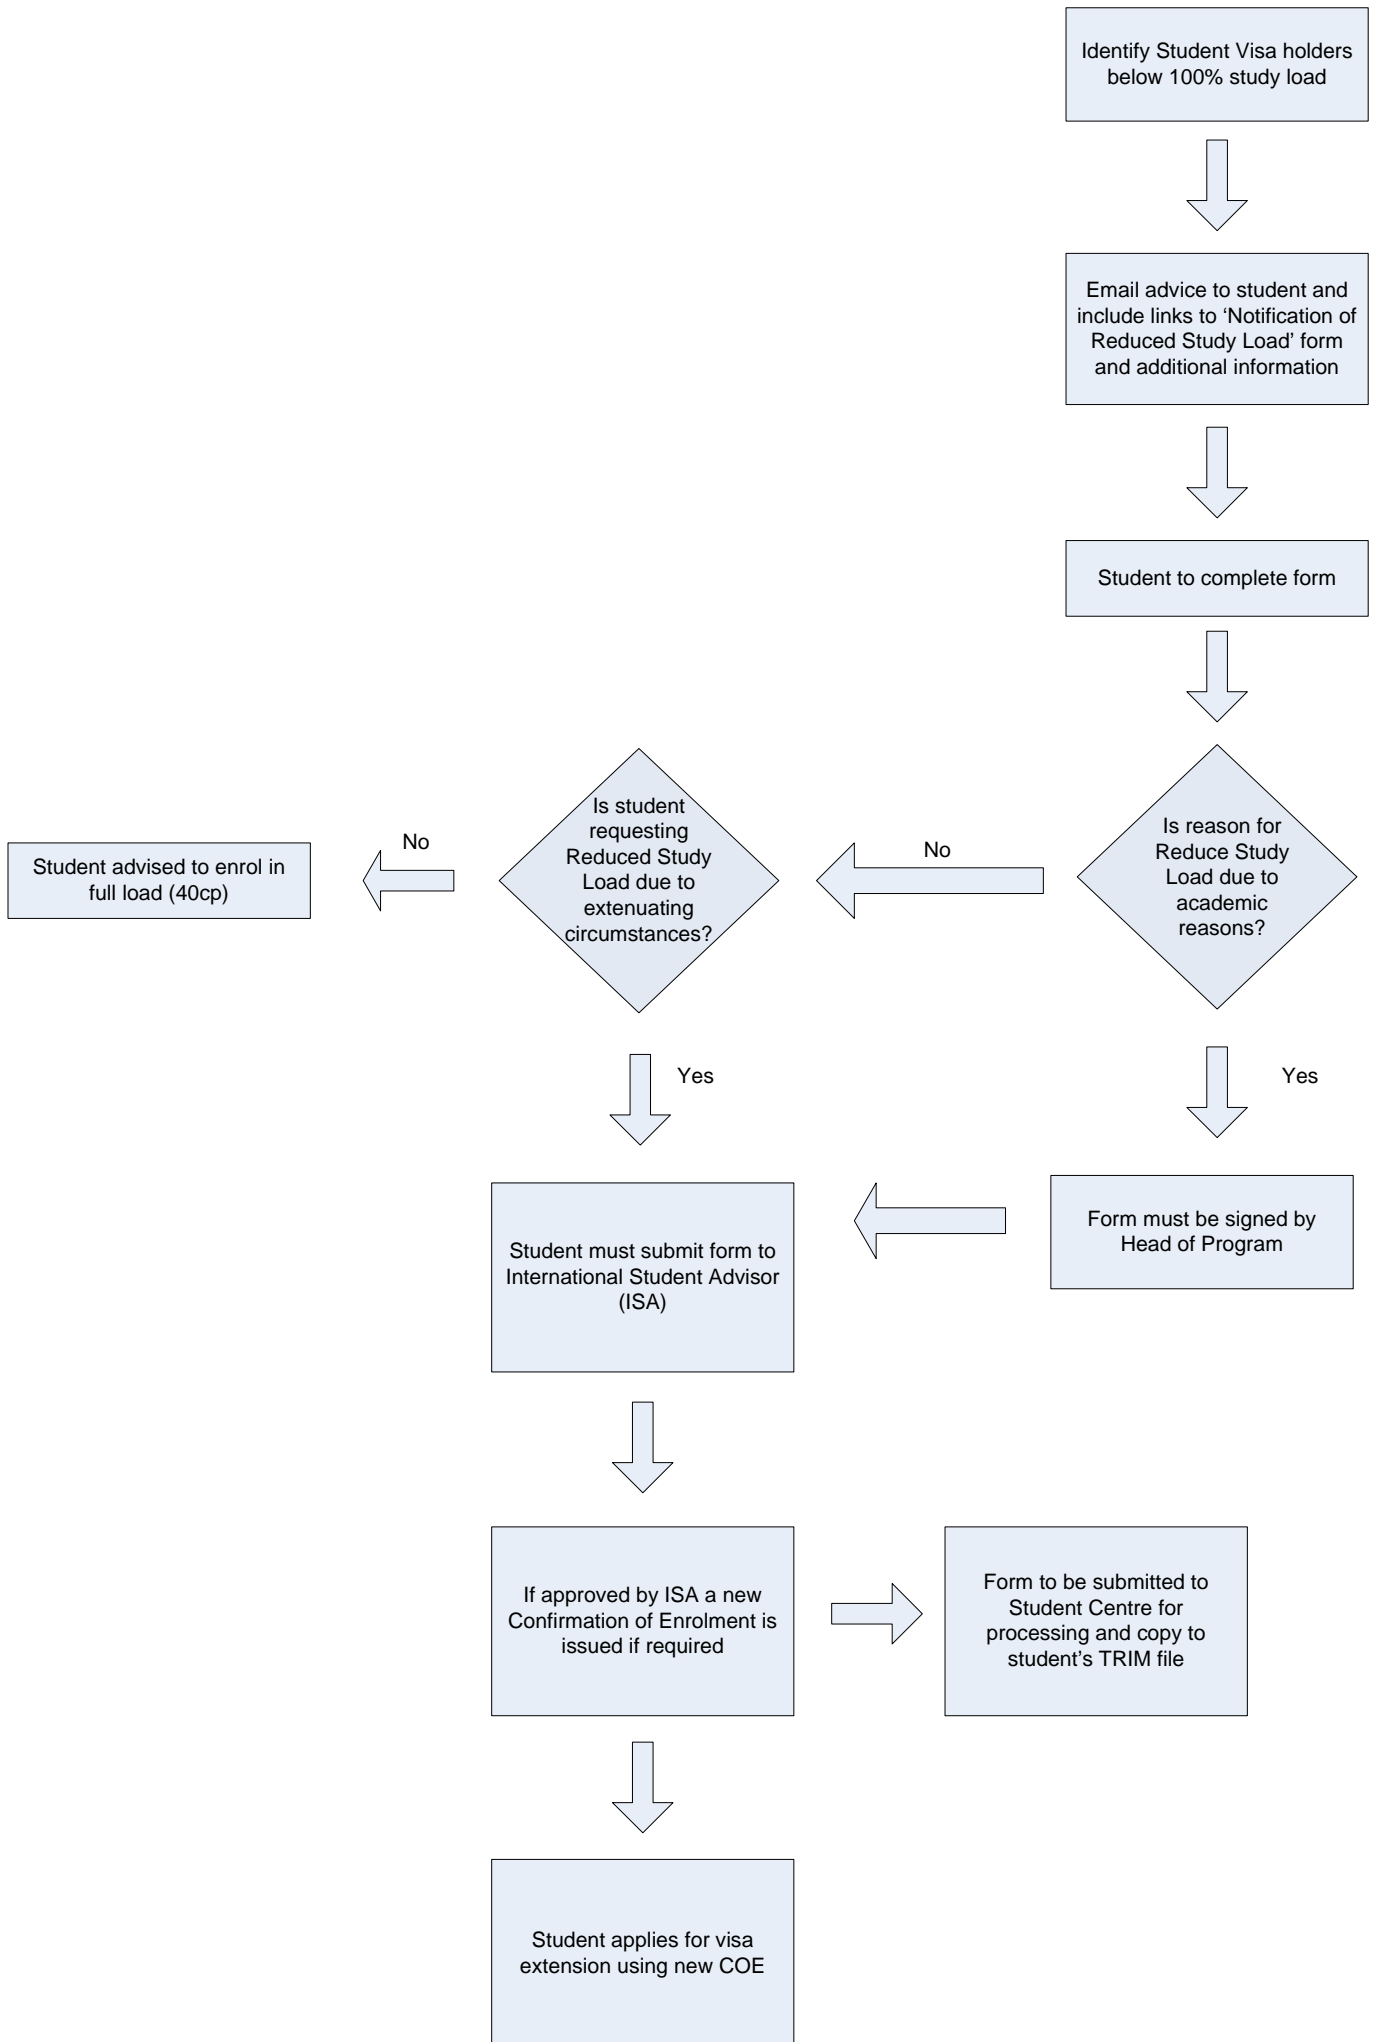 Identify Student Visa holders
below 100% study load
Email advice to student and
include links to ‘Notification of
Reduced Study Load’ form
and additional information
Student to complete form
Is reason for
Reduce Study
Load due to
academic
reasons?
No
Is student
requesting
Reduced Study
Load due to
extenuating
circumstances?
No
Student advised to enrol in
full load (40cp)
Yes
Yes
Form must be signed by
Head of Program
Student must submit form to
International Student Advisor
(ISA)
If approved by ISA a new
Confirmation of Enrolment is
issued if required
Form to be submitted to
Student Centre for
processing and copy to
student’s TRIM file
Student applies for visa
extension using new COE